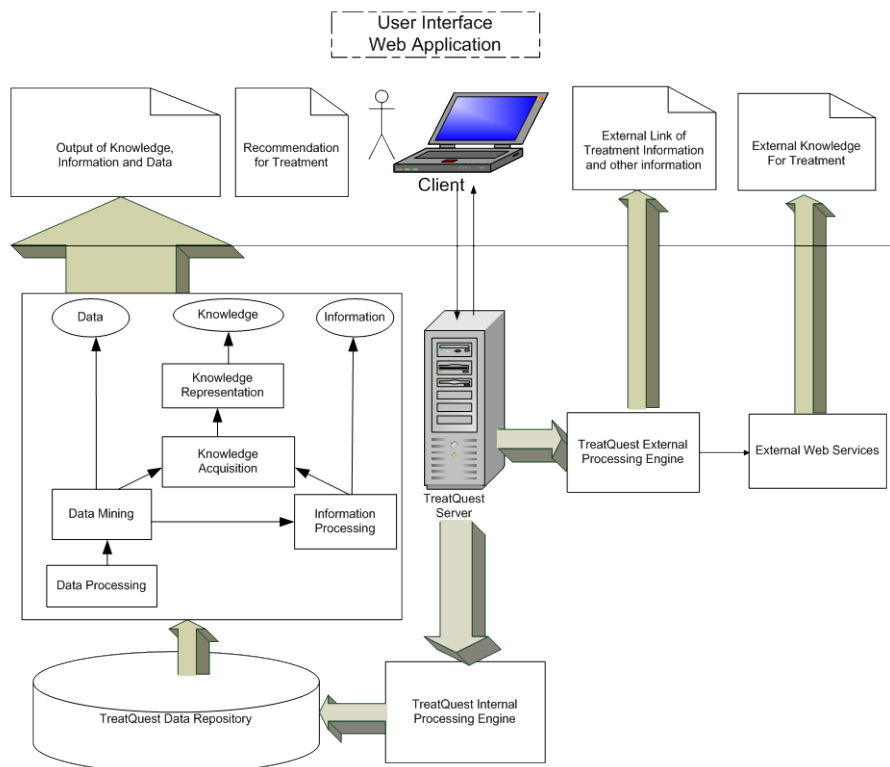 User Interface
Web Application
Output of Knowledge,
Information and Data
Recommendation
for Treatment
Client
External Link of
Treatment Information
and other information
External Knowledge
For Treatment
Data
Knowledge
Information
Knowledge
Representation
Knowledge
Acquisition
Data Mining
Information
Processing
Data Processing
TreatQuest
Server
TreatQuest External
Processing Engine
External Web Services
TreatQuest Data Repository
TreatQuest Internal
Processing Engine